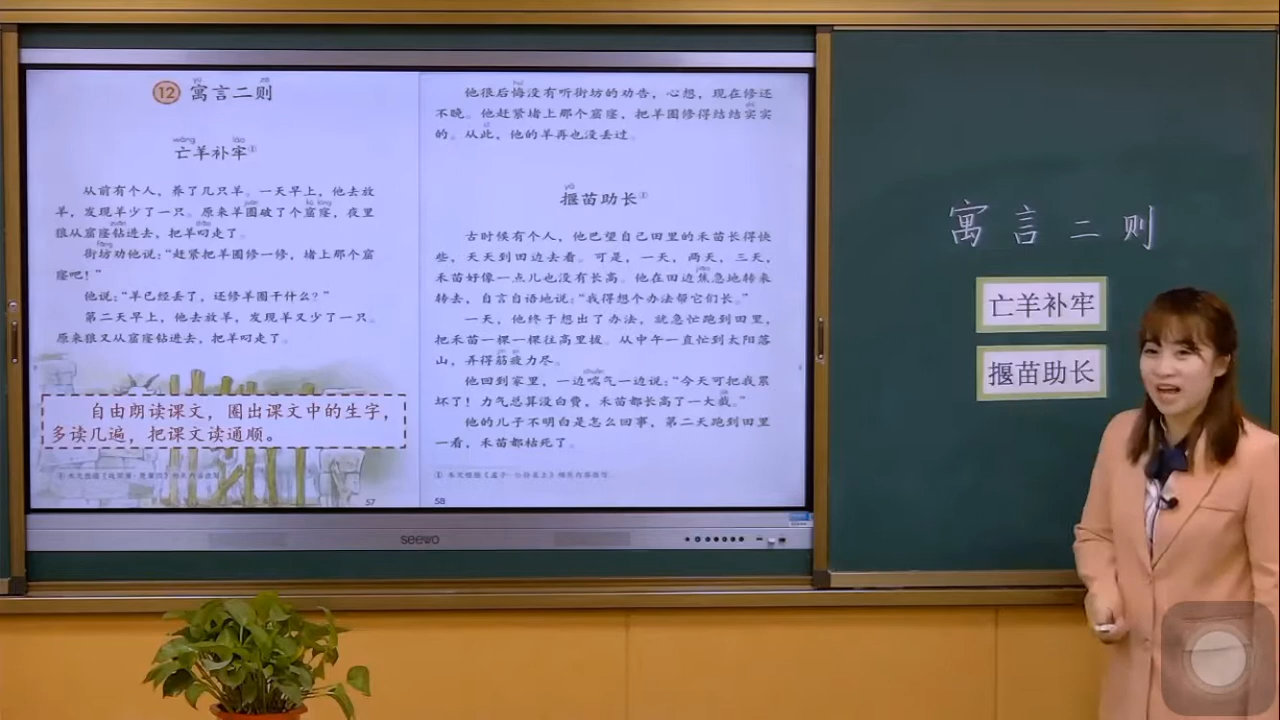 12 寓言二则
yù zé
wáng láo
亡羊补牢①
从前有个人，养了几只羊。一天早上，他去放
羊，发现羊少了一只。原来羊圈破了个窟窿，夜里
狼从窟窿钻进去，把羊叼走了。
街坊劝他说：“赶紧把羊圈修一修，堵上那个窟
窿吧！”
他说：“羊已经丢了，还修羊圈干什么？”
第二天早上，他去放羊，发现羊又少了一只。
原来狼又从窟窿钻进去，把羊叼走了。
自由朗读课文，圈出课文中的生字，
多读几遍，把课文读通顺。
57
他很后悔没有听街坊的劝告，心想，现在修还
不晚。他赶紧堵上那个窟窿，把羊圈修得结结实实
的。从此，他的羊再也没丢过。
yà
揠苗助长①
古时候有个人，他巴望自己田里的禾苗长得快
些，天天到田边去看。可是，一天，两天，三天，
禾苗好像一点儿也没有长高。他在田边焦急地转来
转去，自言自语地说：“我得想个办法帮它们长。”
一天，他终于想出了办法，就急忙跑到田里，
把禾苗一棵一棵往高里拔。从中午一直忙到太阳落
山，弄得筋疲力尽。
他回到家里，一边喘气一边说：“今天可把我累
坏了！力气总算没白费，禾苗都长高了一大截。”
他的儿子不明白是怎么回事，第二天跑到田里
一看，禾苗都枯死了。
58
seewo
寓言二则
亡羊补牢
揠苗助长